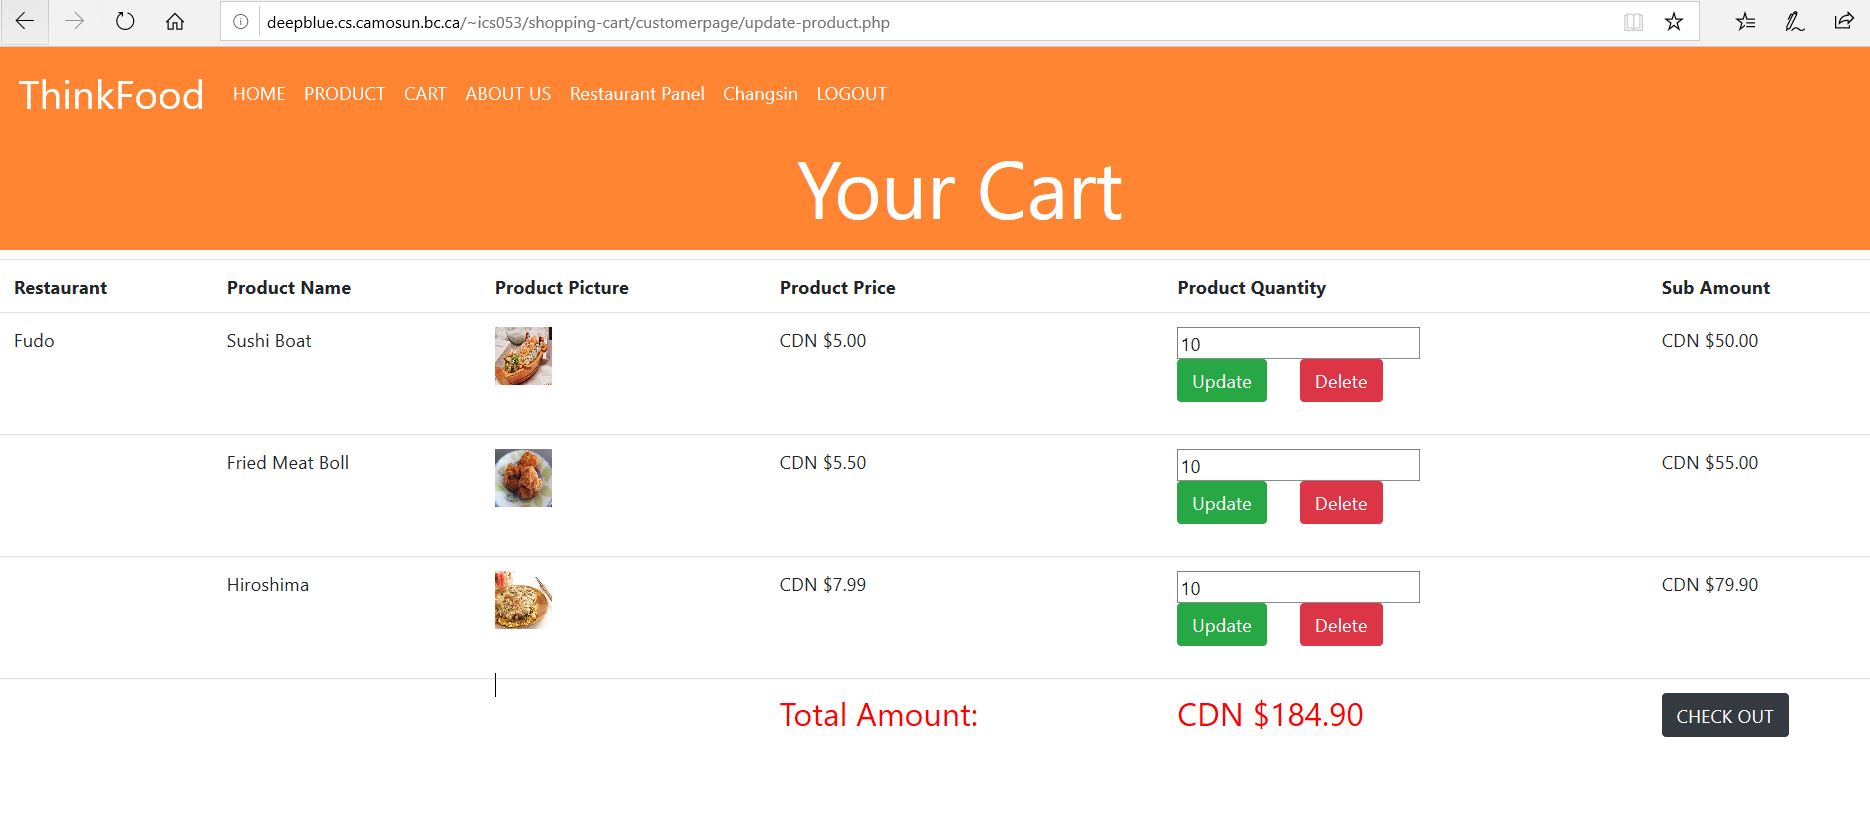 deepblue.cs.camosun.bc.ca/~ics053/shopping-cart/customerpage/update-product.php
ThinkFood HOME PRODUCT CART ABOUT US Restaurant Panel Changsin LOGOUT
Your Cart
Restaurant Product Name Product Picture Product Price Product Quantity Sub Amount
Fudo Sushi Boat CDN $5.00 10 CDN $50.00
Update Delete
Fried Meat Boll CDN $5.50 10 CDN $55.00
Update Delete
Hiroshima CDN $7.99 10 CDN $79.90
Update Delete
Total Amount: CDN $184.90 CHECK OUT